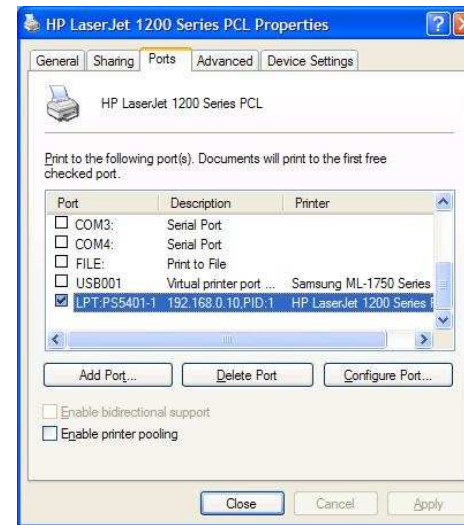 HP LaserJet 1200 Series PCL Properties
General Sharing Ports Advanced Device Settings
HP LaserJet 1200 Series PCL
Print to the following port(s). Documents will print to the first free
checked port.
Port Description Printer
COM3: Serial Port
COM4: Serial Port
FILE: Print to File
USB001 Virtual printer port ... Samsung ML-1750 Series
LPT:PS5401-1 192.168.0.10,PID:1 HP LaserJet 1200 Series
Add Port... Delete Port Configure Port...
Enable bidirectional support
Enable printer pooling
Close Cancel Apply